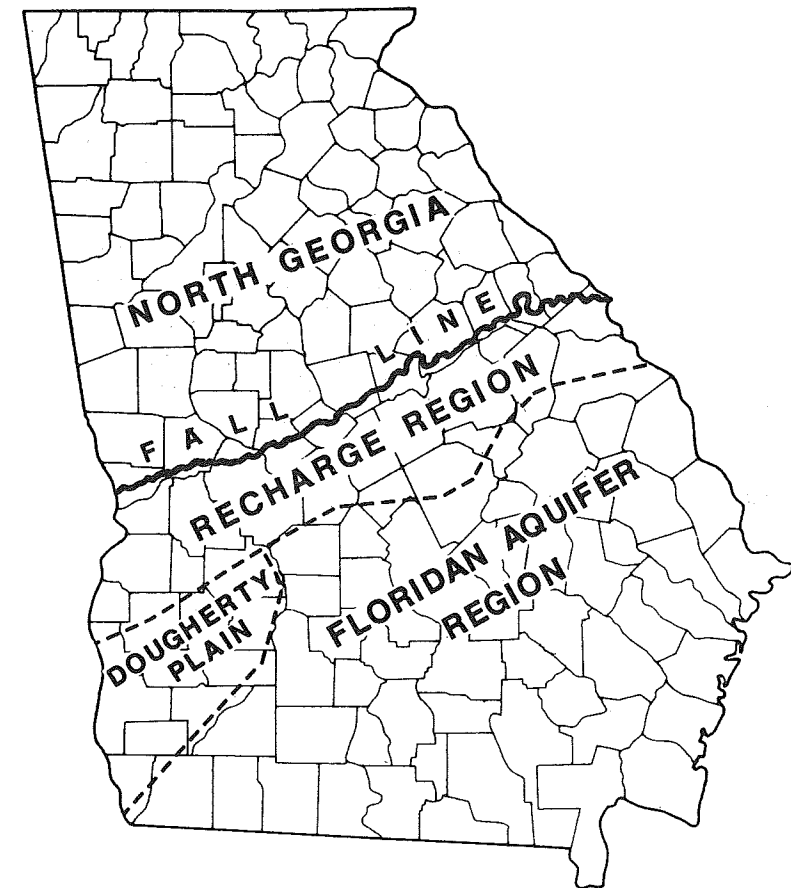 NORTH GEORGIA
FALL LINE
RECHARGE REGION
FLORIDAN AQUIFER
REGION
DOUGHERTY
PLAIN